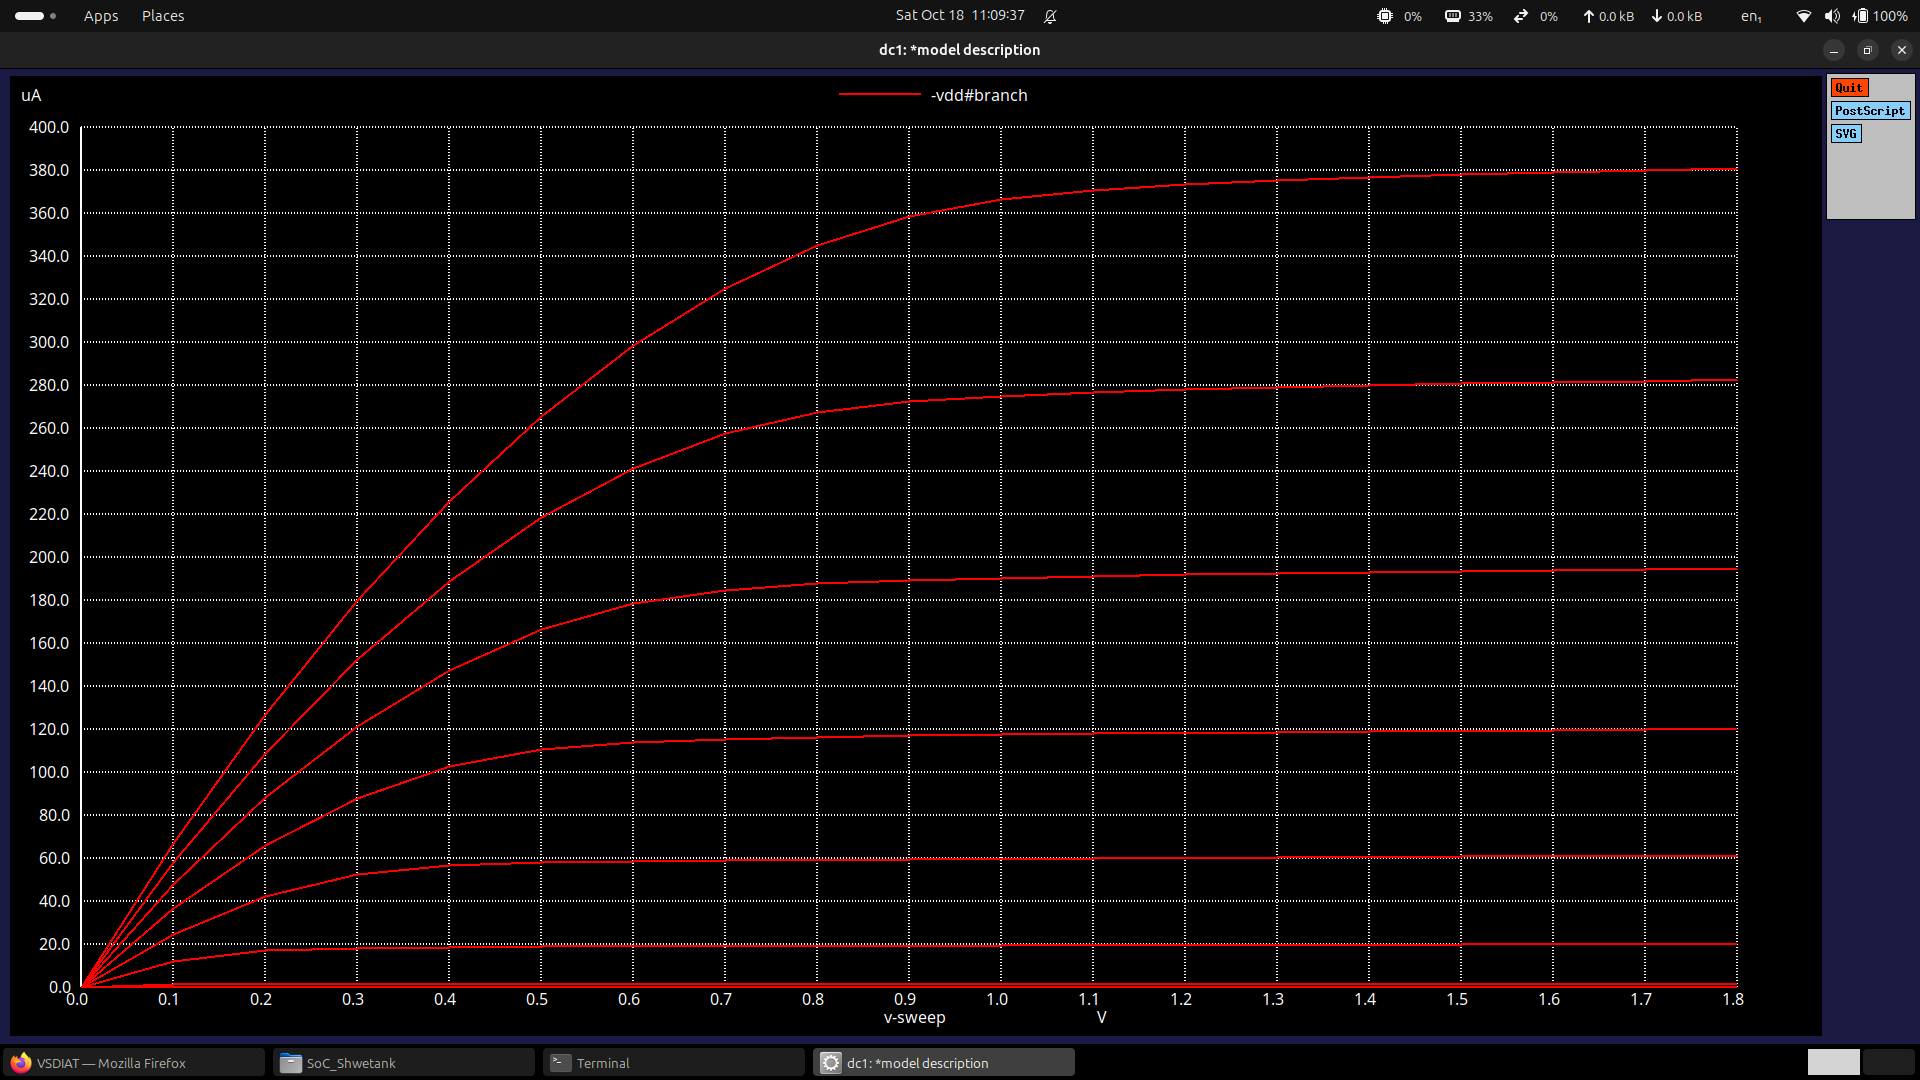 Apps Places Sat Oct 18 11:09:37 0% 33% 0% 0.0 kB 0.0 kB en₁ 100%
dc1: *model description
Quit
PostScript
SVG
uA
-vdd#branch
400.0
380.0
360.0
340.0
320.0
300.0
280.0
260.0
240.0
220.0
200.0
180.0
160.0
140.0
120.0
100.0
80.0
60.0
40.0
20.0
0.0
0.0 0.1 0.2 0.3 0.4 0.5 0.6 0.7 0.8 0.9 1.0 1.1 1.2 1.3 1.4 1.5 1.6 1.7 1.8
v-sweep V
VSDIAT — Mozilla Firefox SoC_Shwetank Terminal dc1: *model description